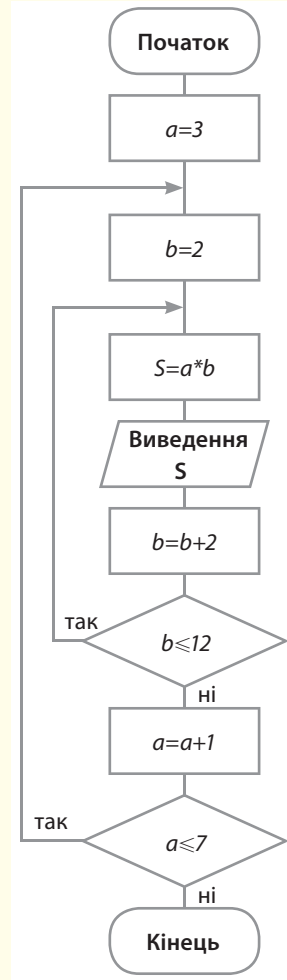 Початок
a=3
b=2
S=a*b
Виведення
S
b=b+2
так
b⩽12
ні
a=a+1
так
a⩽7
ні
Кінець